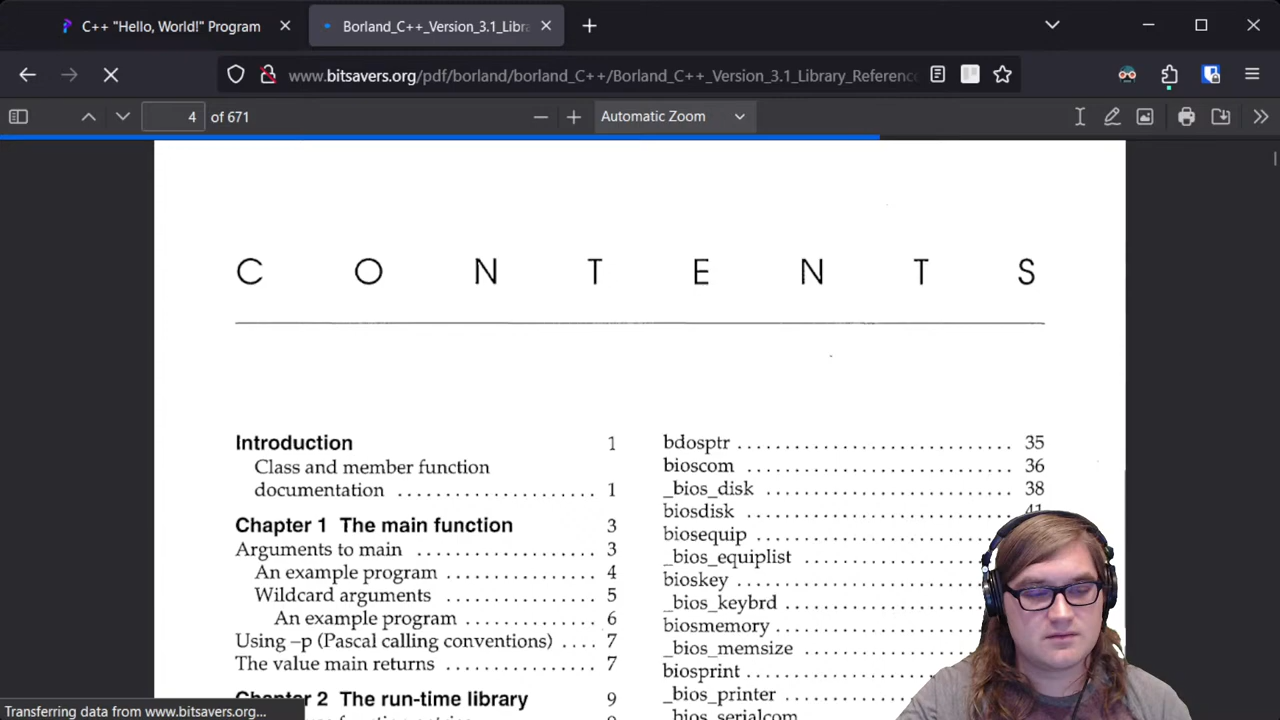 C++ "Hello, World!" Program
Borland_C++_Version_3.1_Libra
www.bitsavers.org/pdf/borland/borland_C++/Borland_C++_Version_3.1_Library_Reference
4 of 671
Automatic Zoom
CONTENTS
Introduction 1
Class and member function
documentation 1
Chapter 1 The main function 3
Arguments to main 3
An example program 4
Wildcard arguments 5
An example program 6
Using –p (Pascal calling conventions) 7
The value main returns 7
Chapter 2 The run-time library 9
bdosptr 35
bioscom 36
_bios_disk 38
biosdisk 41
biosequip
_bios_equiplist
bioskey
_bios_keybrd
biosmemory
_bios_memsize
biosprint
_bios_printer
_bios_serialcom
Transferring data from www.bitsavers.org...